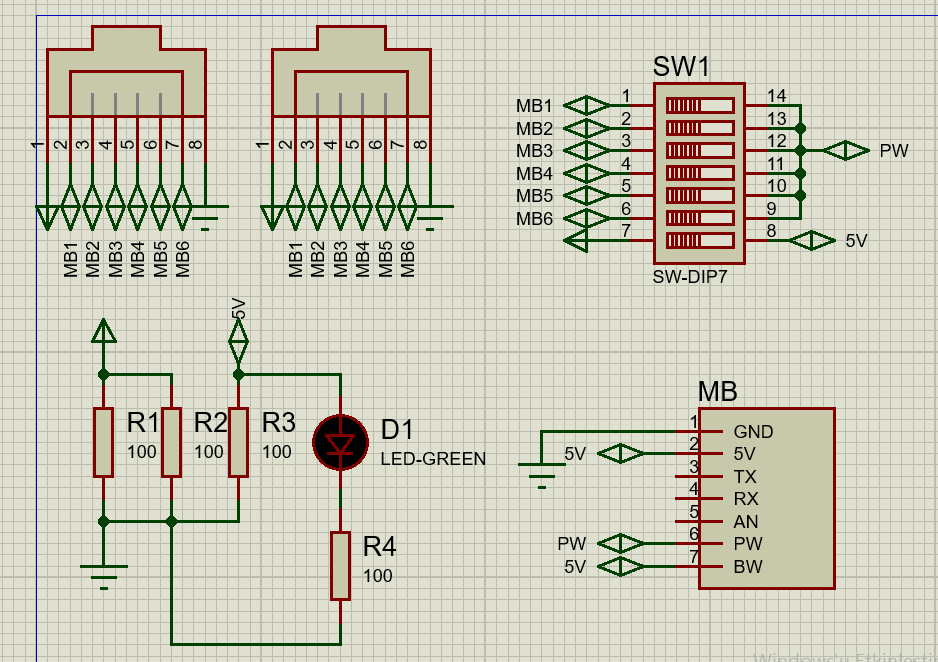 1 2 3 4 5 6 7 8
MB1 MB2 MB3 MB4 MB5 MB6
1 2 3 4 5 6 7 8
MB1 MB2 MB3 MB4 MB5 MB6
SW1
MB1 1 14
MB2 2 13
MB3 3 12 PW
MB4 4 11
MB5 5 10
MB6 6 9
7 8 5V
SW-DIP7
5V
R1
100
R2
100
R3
100
D1
LED-GREEN
R4
100
MB
1 GND
5V 2 5V
3 TX
4 RX
5 AN
PW 6 PW
5V 7 BW
Windows'u Etkinleştir